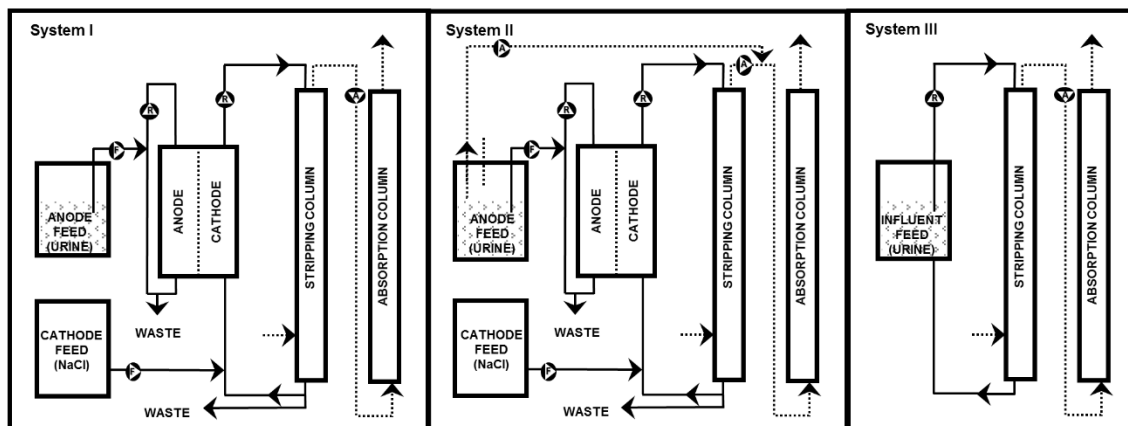 System I
R
R
F
A
ANODE
FEED
(URINE)
ANODE
CATHODE
STRIPPING COLUMN
ABSORPTION COLUMN
WASTE
CATHODE
FEED
(NaCl)
F
WASTE
System II
A
A
R
R
F
ANODE
FEED
(URINE)
ANODE
CATHODE
STRIPPING COLUMN
ABSORPTION COLUMN
WASTE
CATHODE
FEED
(NaCl)
F
WASTE
System III
R
A
INFLUENT
FEED
(URINE)
STRIPPING COLUMN
ABSORPTION COLUMN